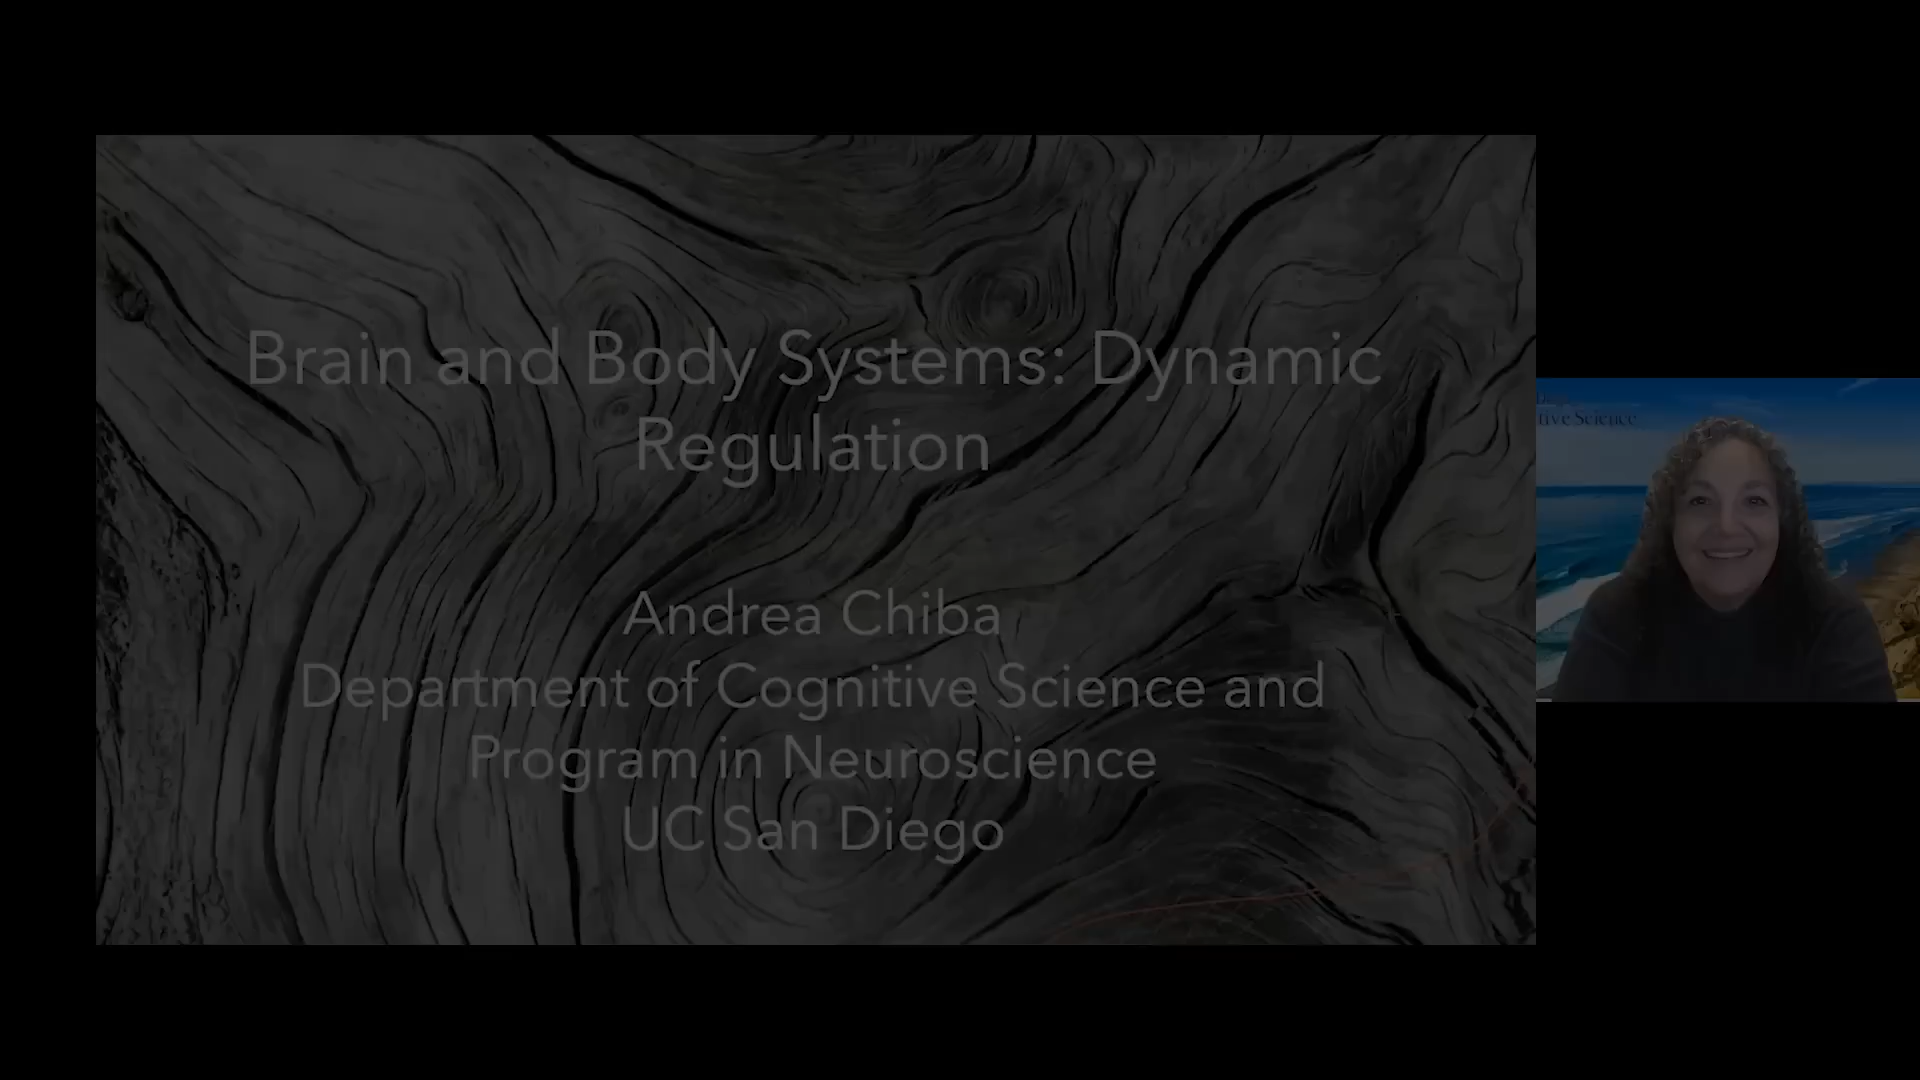 Brain and Body Systems: Dynamic
Regulation
Andrea Chiba
Department of Cognitive Science and
Program in Neuroscience
UC San Diego
tive Science